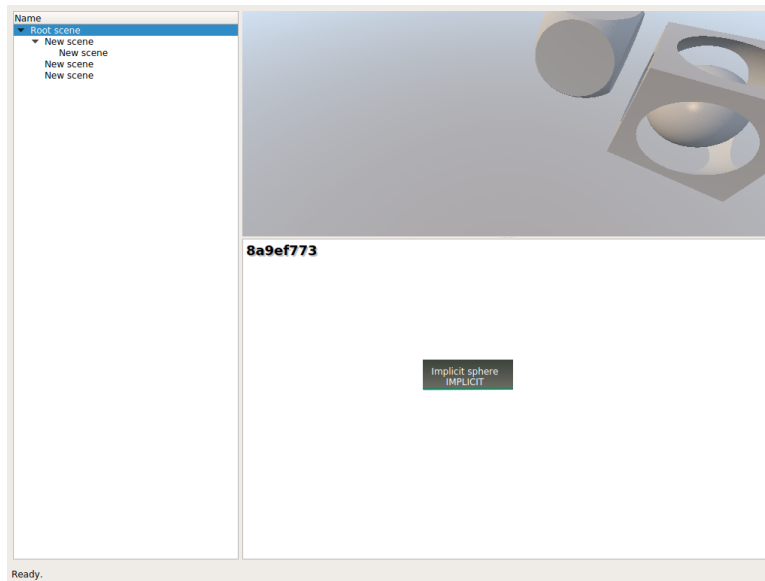 Name
Root scene
New scene
New scene
New scene
New scene
8a9ef773
Implicit sphere
IMPLICIT
Ready.